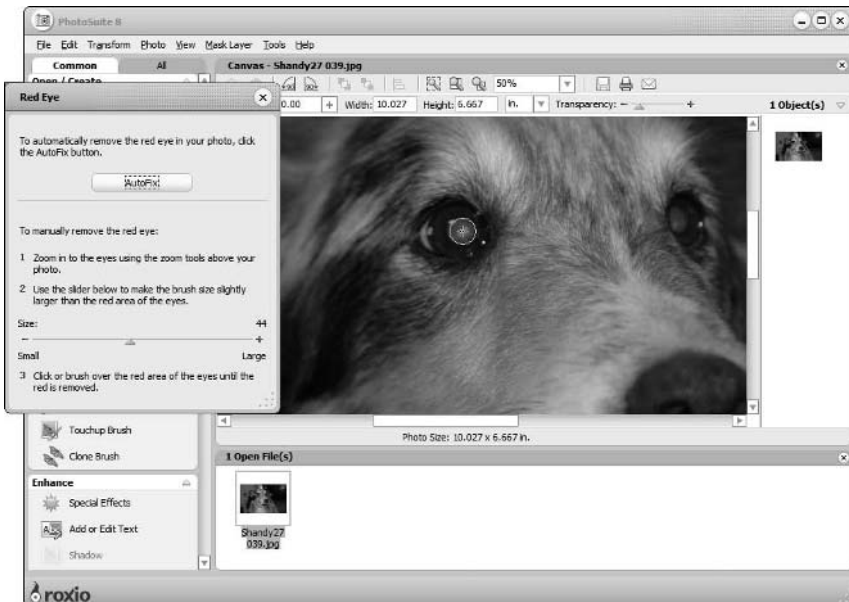 PhotoSuite 8
File Edit Transform Photo View Mask Layer Tools Help
Common All
Canvas - Shandy27 039.jpg
Open / Create
50%
0.00 + Width: 10.027 Height: 6.667 in. Transparency: - +
1 Object(s)
Red Eye
To automatically remove the red eye in your photo, click
the AutoFix button.
AutoFix
To manually remove the red eye:
1 Zoom in to the eyes using the zoom tools above your
photo.
2 Use the slider below to make the brush size slightly
larger than the red area of the eyes.
Size: 44
- +
Small Large
3 Click or brush over the red area of the eyes until the
red is removed.
Touchup Brush
Clone Brush
Enhance
Special Effects
Add or Edit Text
Shadow
Photo Size: 10.027 x 6.667 in.
1 Open File(s)
Shandy27
039.jpg
roxio